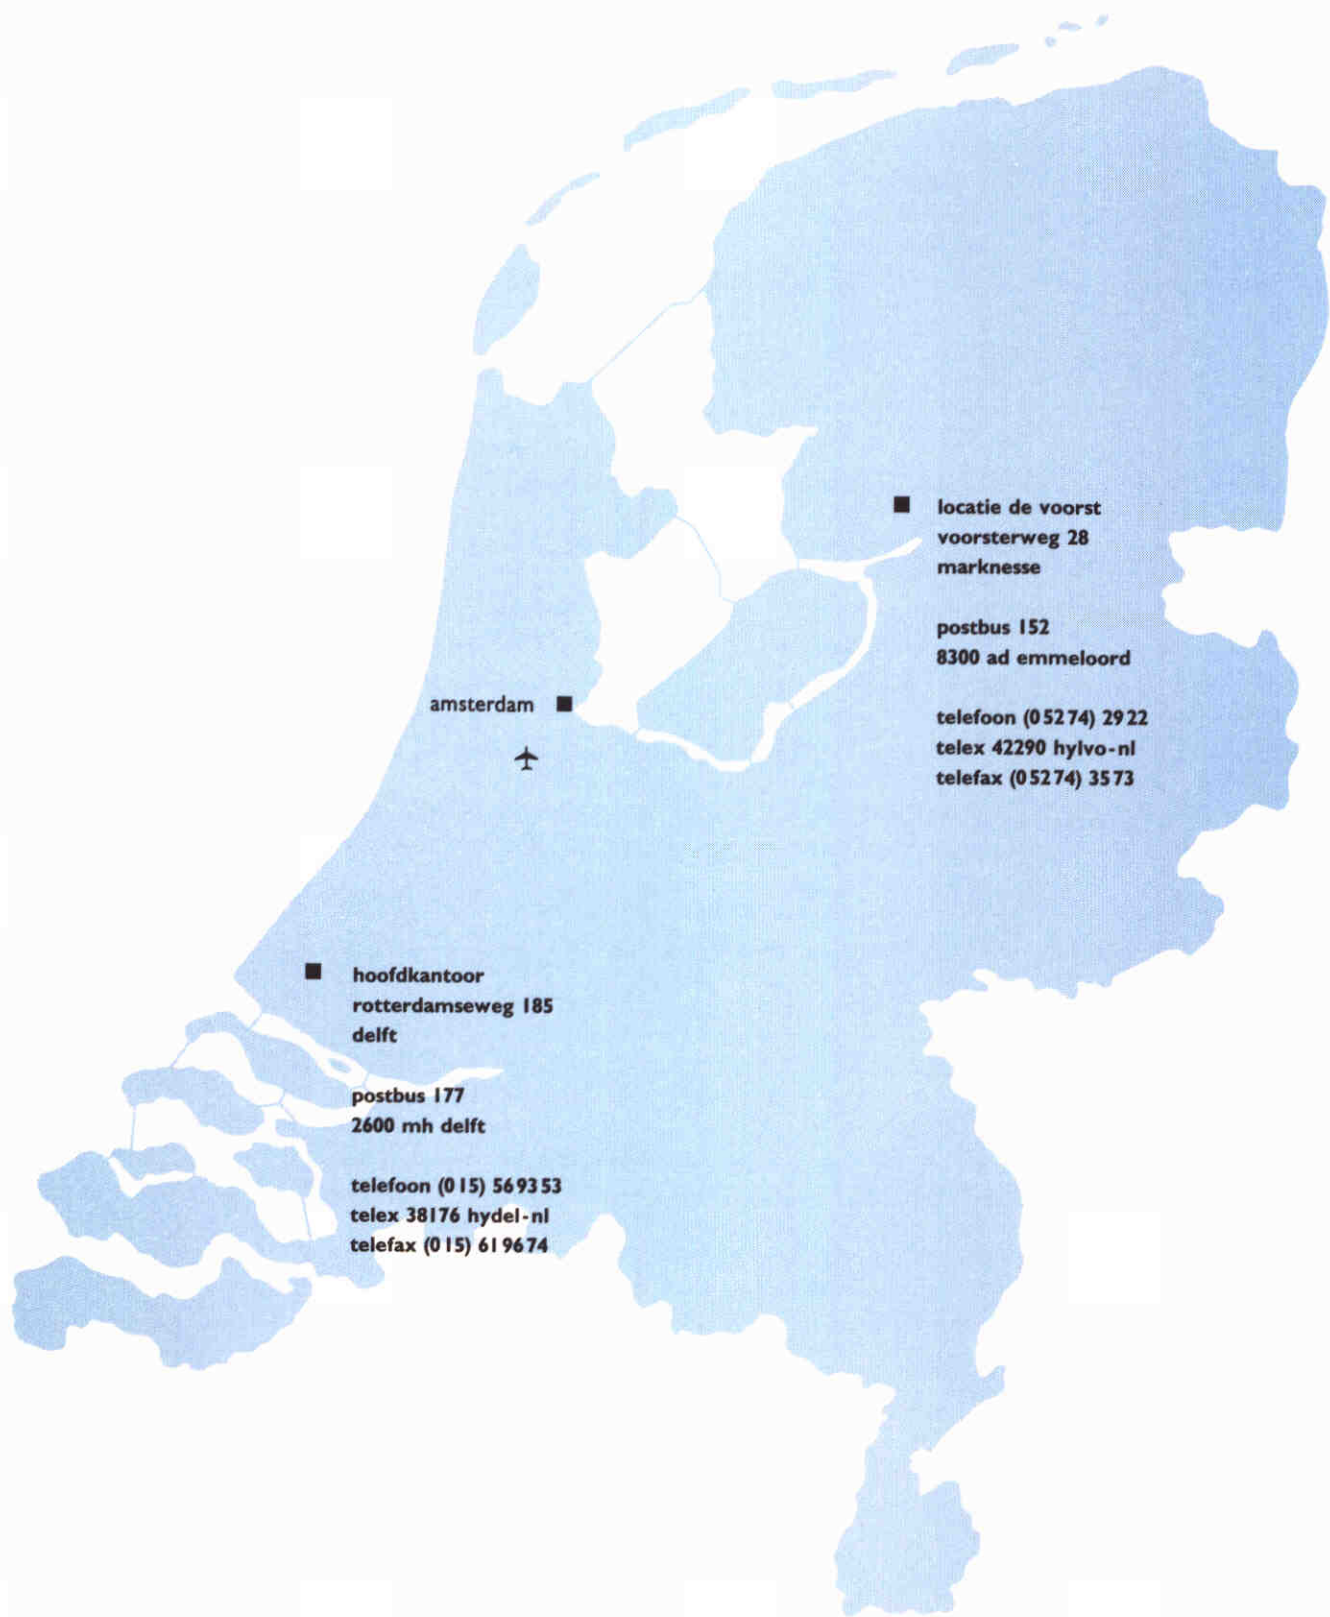 locatie de voorst
voorsterweg 28
marknesse
postbus 152
8300 ad emmeloord
telefoon (05274) 2922
telex 42290 hylvo-nl
telefax (05274) 3573
amsterdam
hoofdkantoor
rotterdamseweg 185
delft
postbus 177
2600 mh delft
telefoon (015) 569353
telex 38176 hydel-nl
telefax (015) 619674